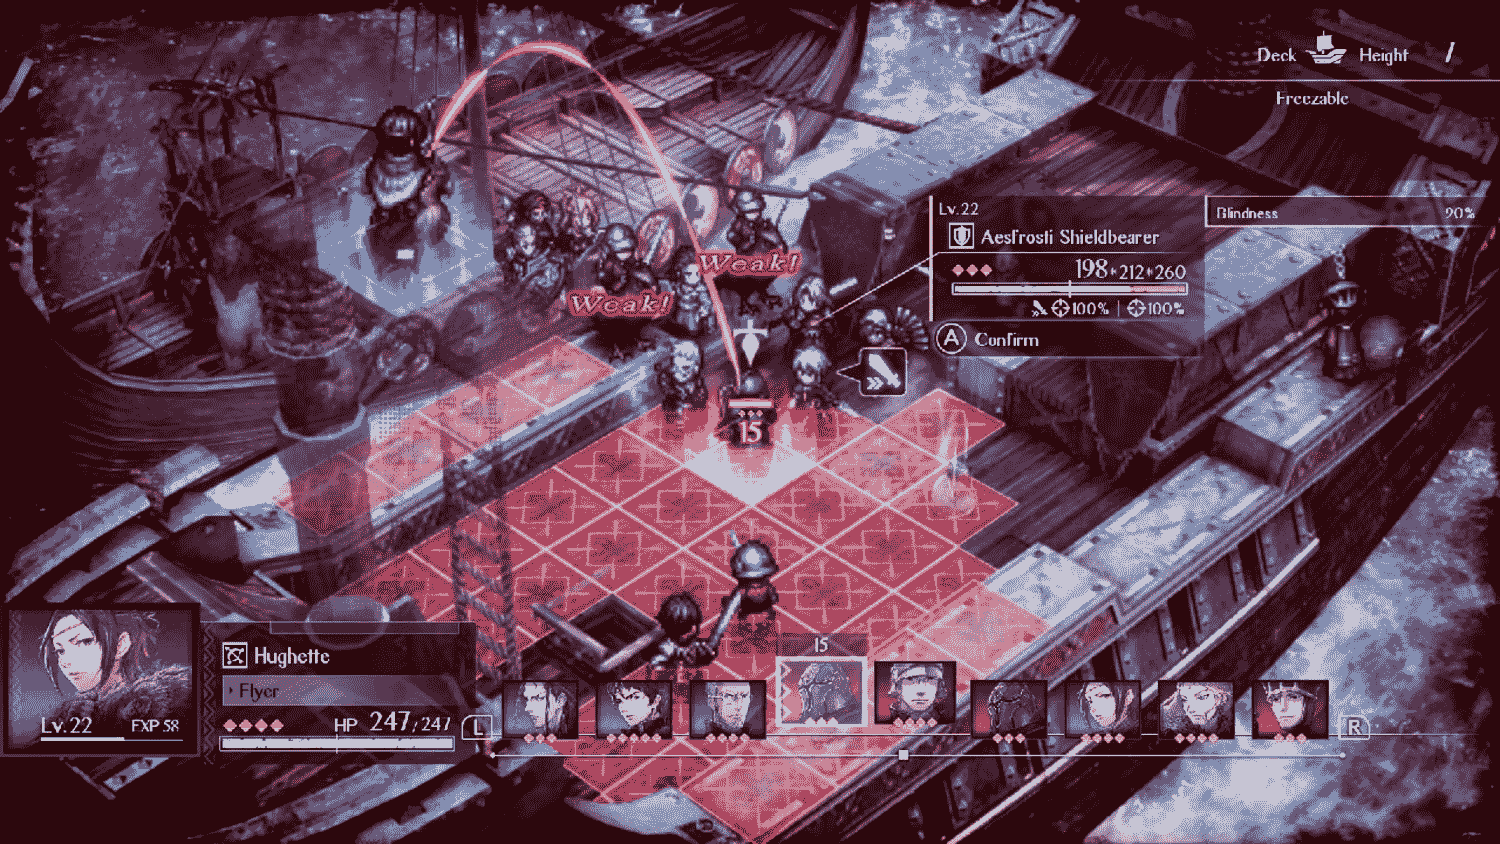 Deck Height 1
Freezable
Lv.22
Aesfrosti Shieldbearer
198+212+260
100% | 100%
A Confirm
Blindness 90%
Weak!
Weak!
15
Hughette
Flyer
Lv.22 EXP 58
HP 247/247
15
L
R